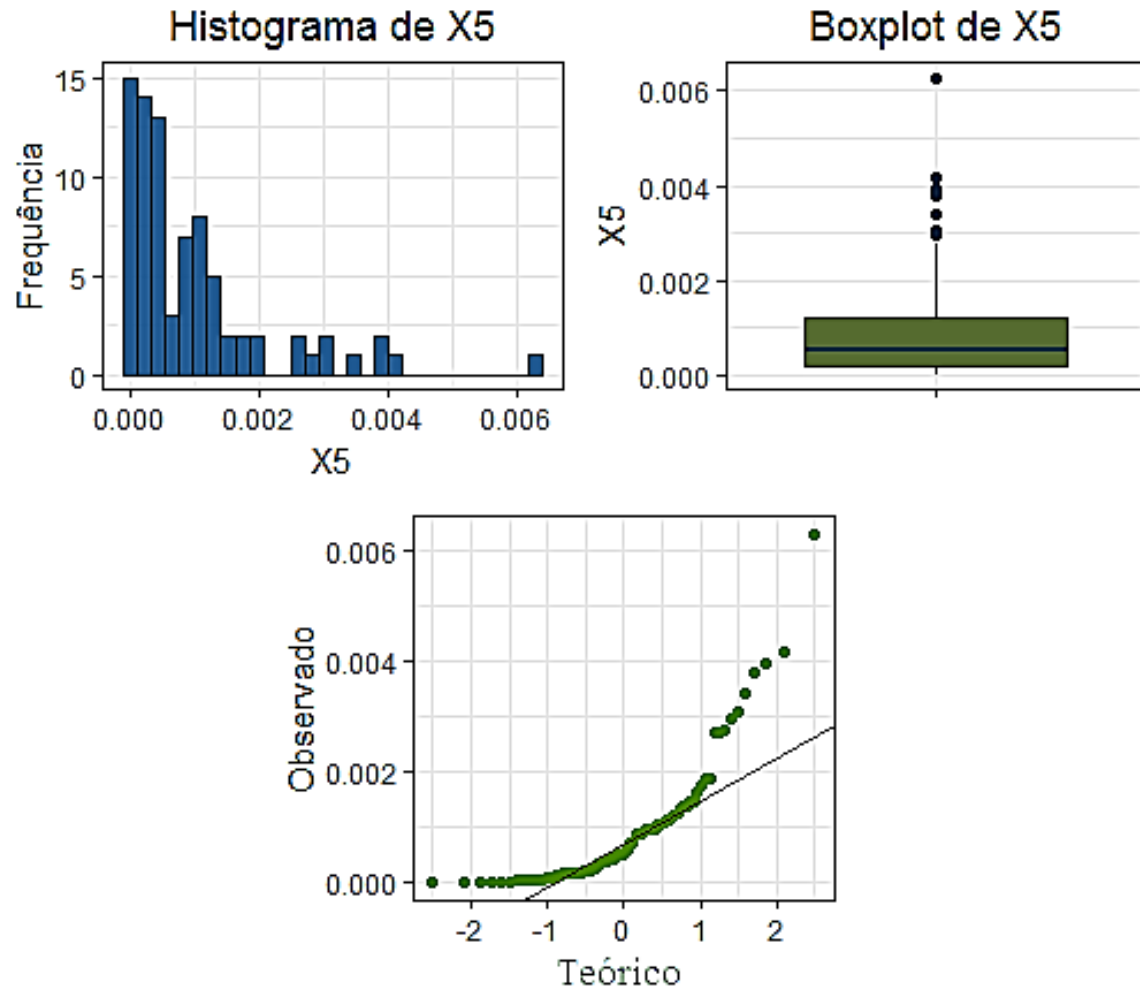 Histograma de X5
Boxplot de X5
Frequência
15
10
5
0
0.000 0.002 0.004 0.006
X5
X5
0.006
0.004
0.002
0.000
Observado
0.006
0.004
0.002
0.000
-2 -1 0 1 2
Teórico